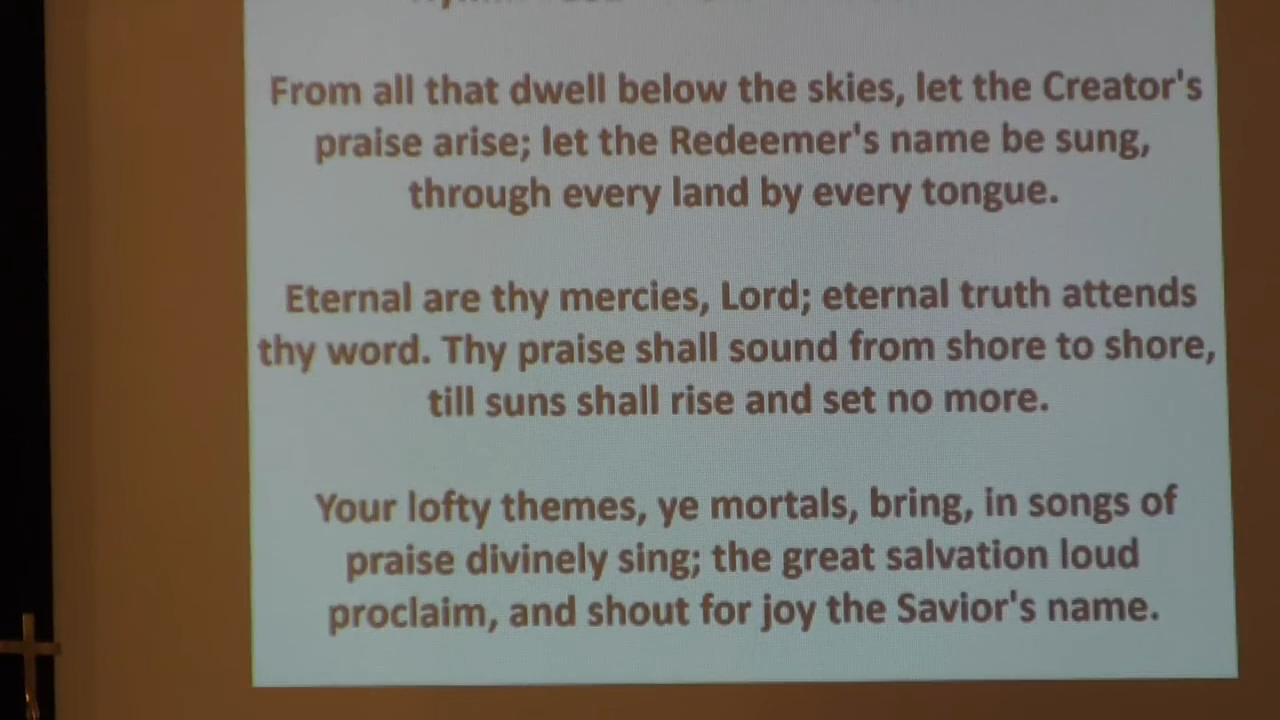 From all that dwell below the skies, let the Creator's
praise arise; let the Redeemer's name be sung,
through every land by every tongue.
Eternal are thy mercies, Lord; eternal truth attends
thy word. Thy praise shall sound from shore to shore,
till suns shall rise and set no more.
Your lofty themes, ye mortals, bring, in songs of
praise divinely sing; the great salvation loud
proclaim, and shout for joy the Savior's name.